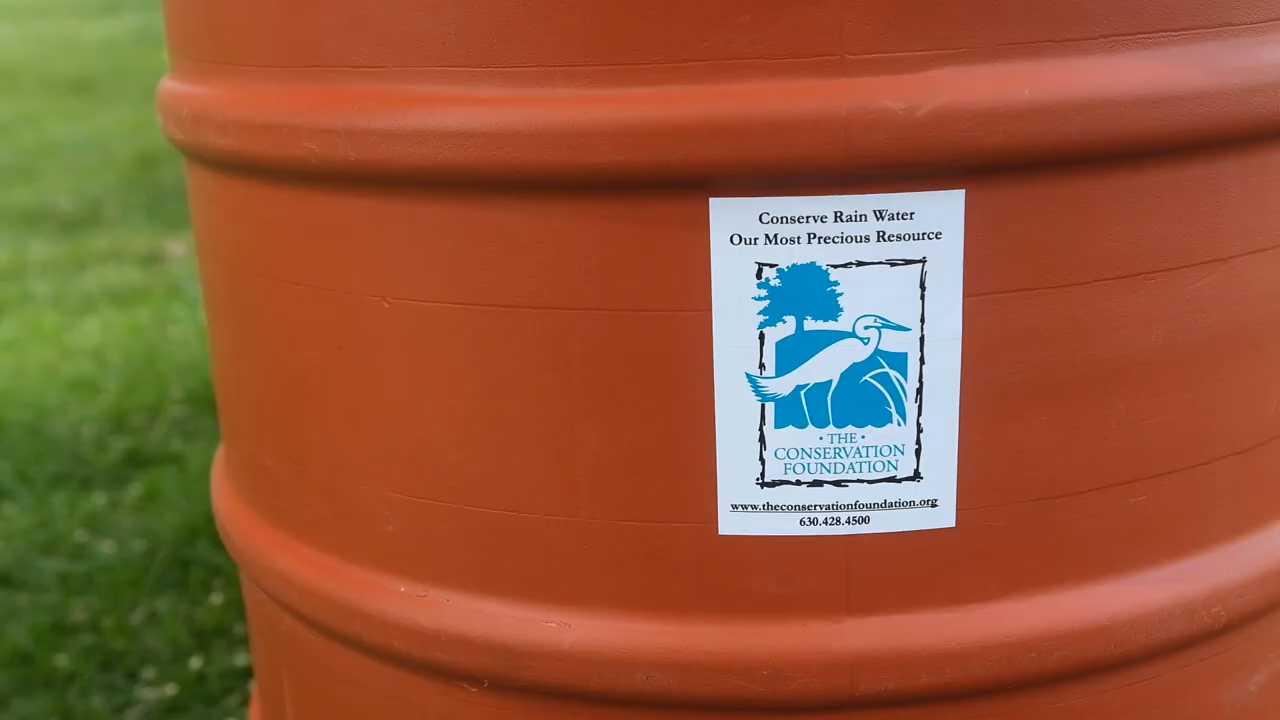 Conserve Rain Water
Our Most Precious Resource
• THE •
CONSERVATION
FOUNDATION
www.theconservationfoundation.org
630.428.4500